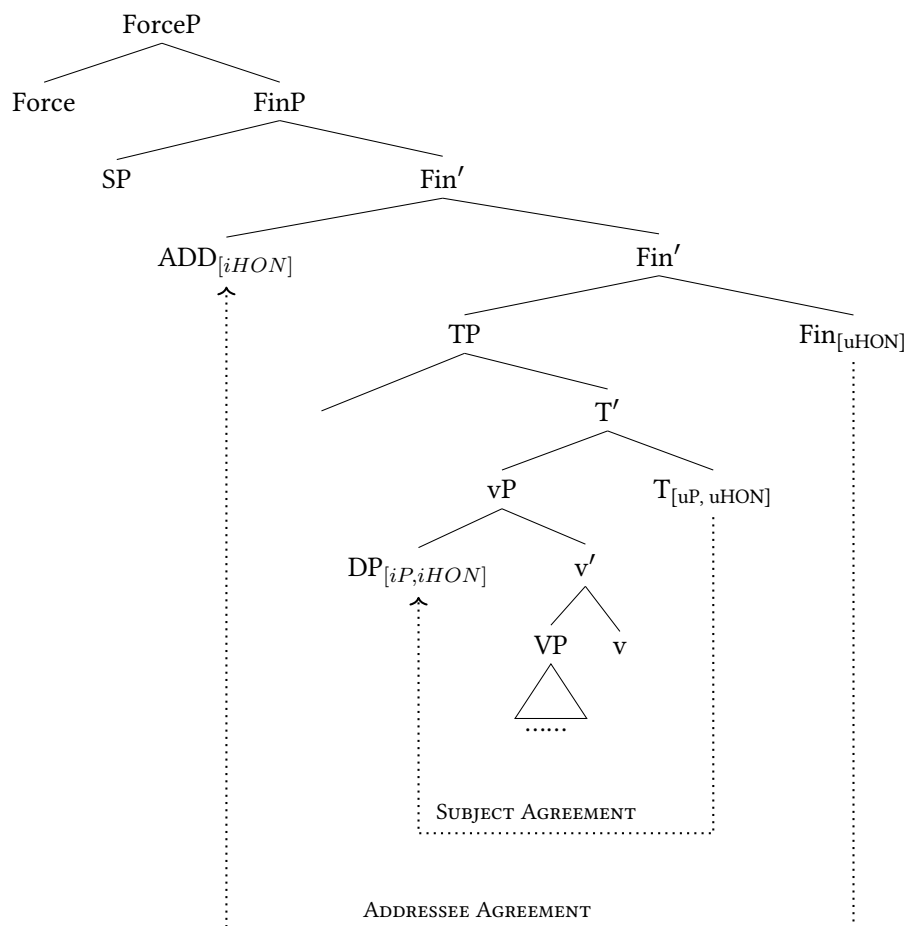 ForceP
Force FinP
SP Fin′
ADD[iHON] Fin′
TP Fin[uHON]
T′
vP T[uP, uHON]
DP[iP,iHON] v′
VP v
......
Subject Agreement
Addressee Agreement